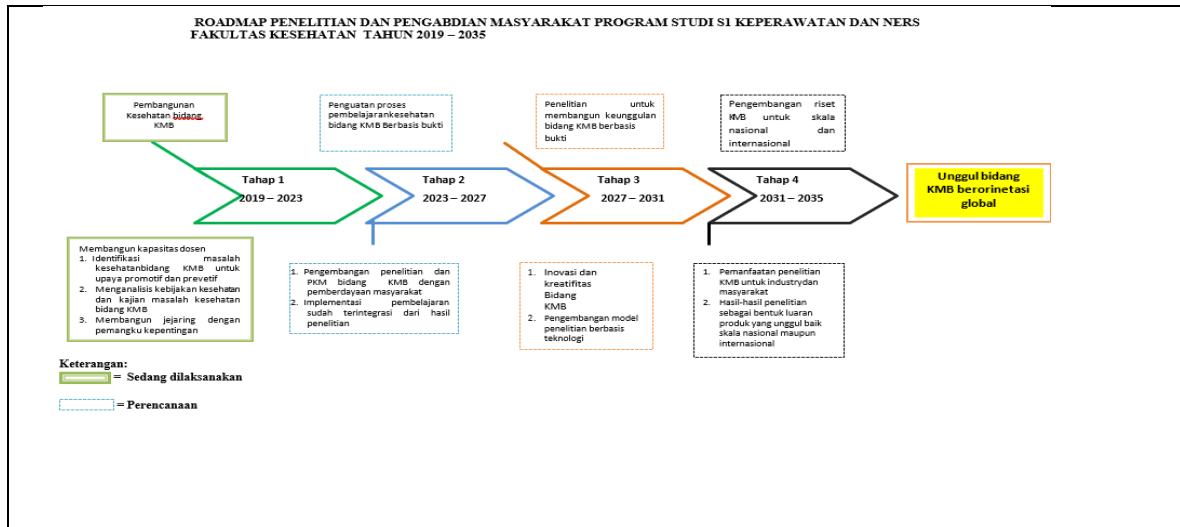 ROADMAP PENELITIAN DAN PENGABDIAN MASYARAKAT PROGRAM STUDI S1 KEPERAWATAN DAN NERS
FAKULTAS KESEHATAN TAHUN 2019 – 2035
Pembangunan
Kesehatan bidang
KMB
Penguatan proses
pembelajarankesehatan
bidang KMB Berbasis bukti
Penelitian untuk
membangun keunggulan
bidang KMB berbasis
bukti
Pengembangan riset
KMB untuk skala
nasional dan
internasional
Tahap 1
2019 – 2023
Tahap 2
2023 – 2027
Tahap 3
2027 – 2031
Tahap 4
2031 – 2035
Unggul bidang
KMB berorinetasi
global
Membangun kapasitas dosen
1. Identifikasi masalah
kesehatanbidang KMB untuk
upaya promotif dan prevetif
2. Menganalisis kebijakan kesehatan
dan kajian masalah kesehatan
bidang KMB
3. Membangun jejaring dengan
pemangku kepentingan
1. Pengembangan penelitian dan
PKM bidang KMB dengan
pemberdayaan masyarakat
2. Implementasi pembelajaran
sudah terintegrasi dari hasil
penelitian
1. Inovasi dan
kreatifitas
Bidang
KMB
2. Pengembangan model
penelitian berbasis
teknologi
1. Pemanfaatan penelitian
KMB untuk industrydan
masyarakat
2. Hasil-hasil penelitian
sebagai bentuk luaran
produk yang unggul baik
skala nasional maupun
internasional
Keterangan:
= Sedang dilaksanakan
= Perencanaan